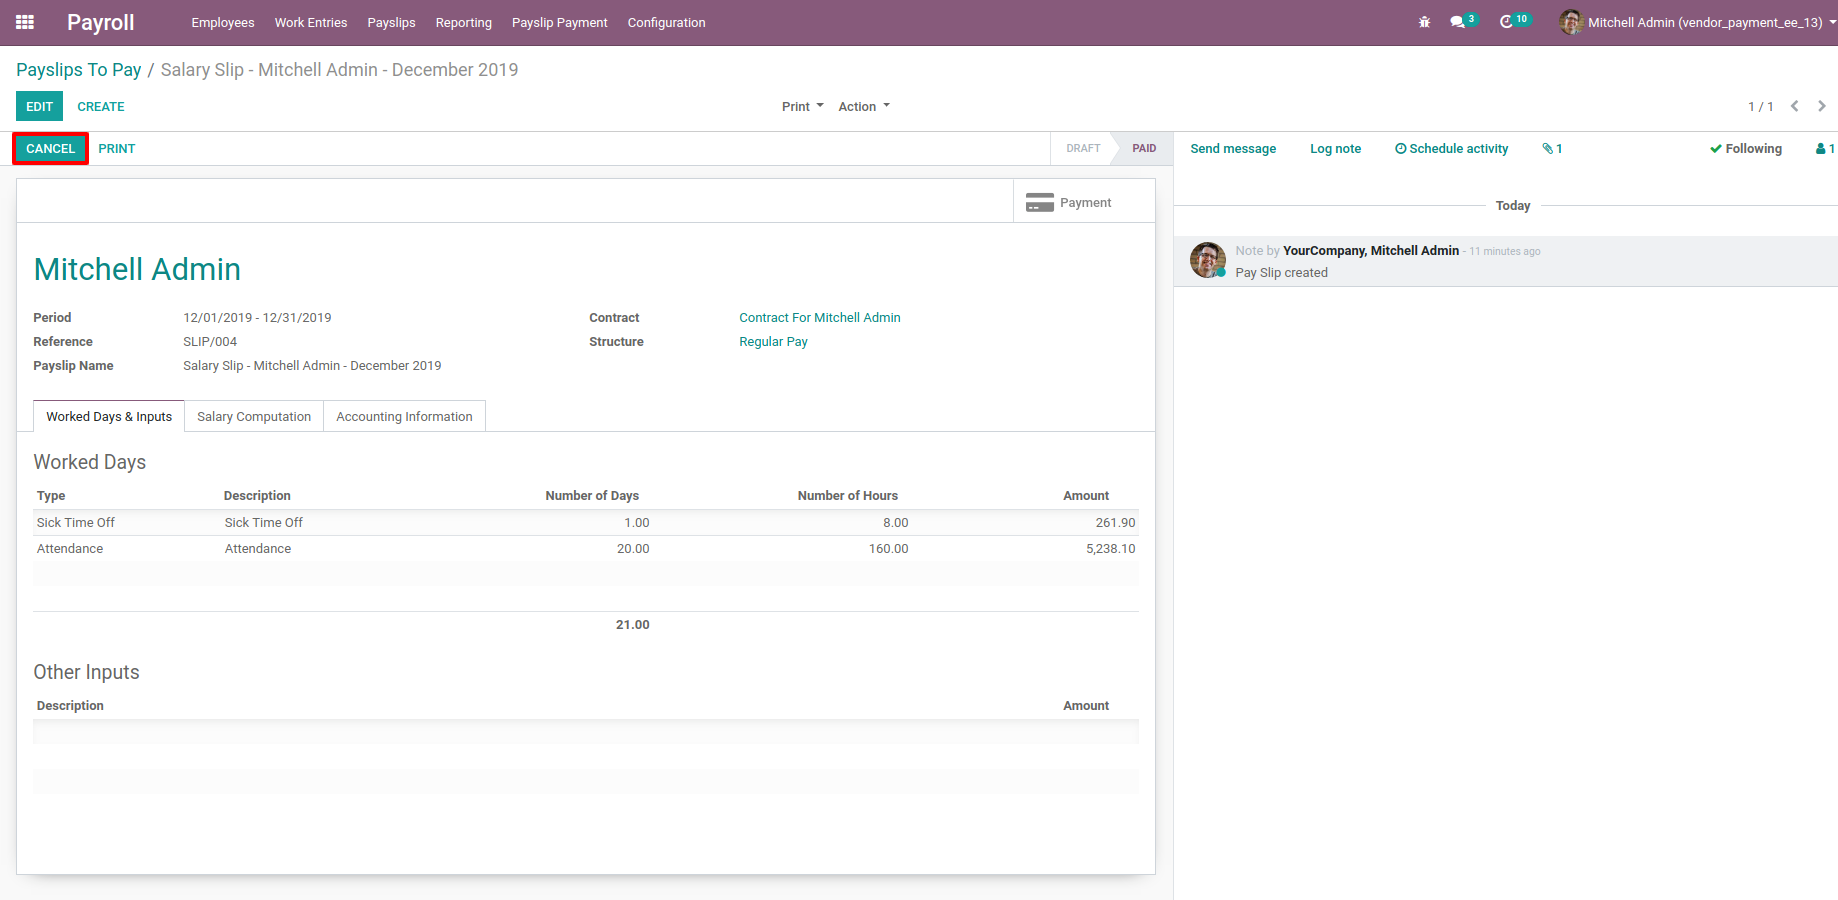 Payroll Employees Work Entries Payslips Reporting Payslip Payment Configuration 3 10 Mitchell Admin (vendor_payment_ee_13)
Payslips To Pay / Salary Slip - Mitchell Admin - December 2019
EDIT CREATE Print Action 1 / 1
CANCEL PRINT DRAFT PAID Send message Log note Schedule activity 1 Following 1
Payment
Today
Note by YourCompany, Mitchell Admin - 11 minutes ago
Pay Slip created
Mitchell Admin
Period 12/01/2019 - 12/31/2019 Contract Contract For Mitchell Admin
Reference SLIP/004 Structure Regular Pay
Payslip Name Salary Slip - Mitchell Admin - December 2019
Worked Days & Inputs Salary Computation Accounting Information
Worked Days
Type Description Number of Days Number of Hours Amount
Sick Time Off Sick Time Off 1.00 8.00 261.90
Attendance Attendance 20.00 160.00 5,238.10
21.00
Other Inputs
Description Amount